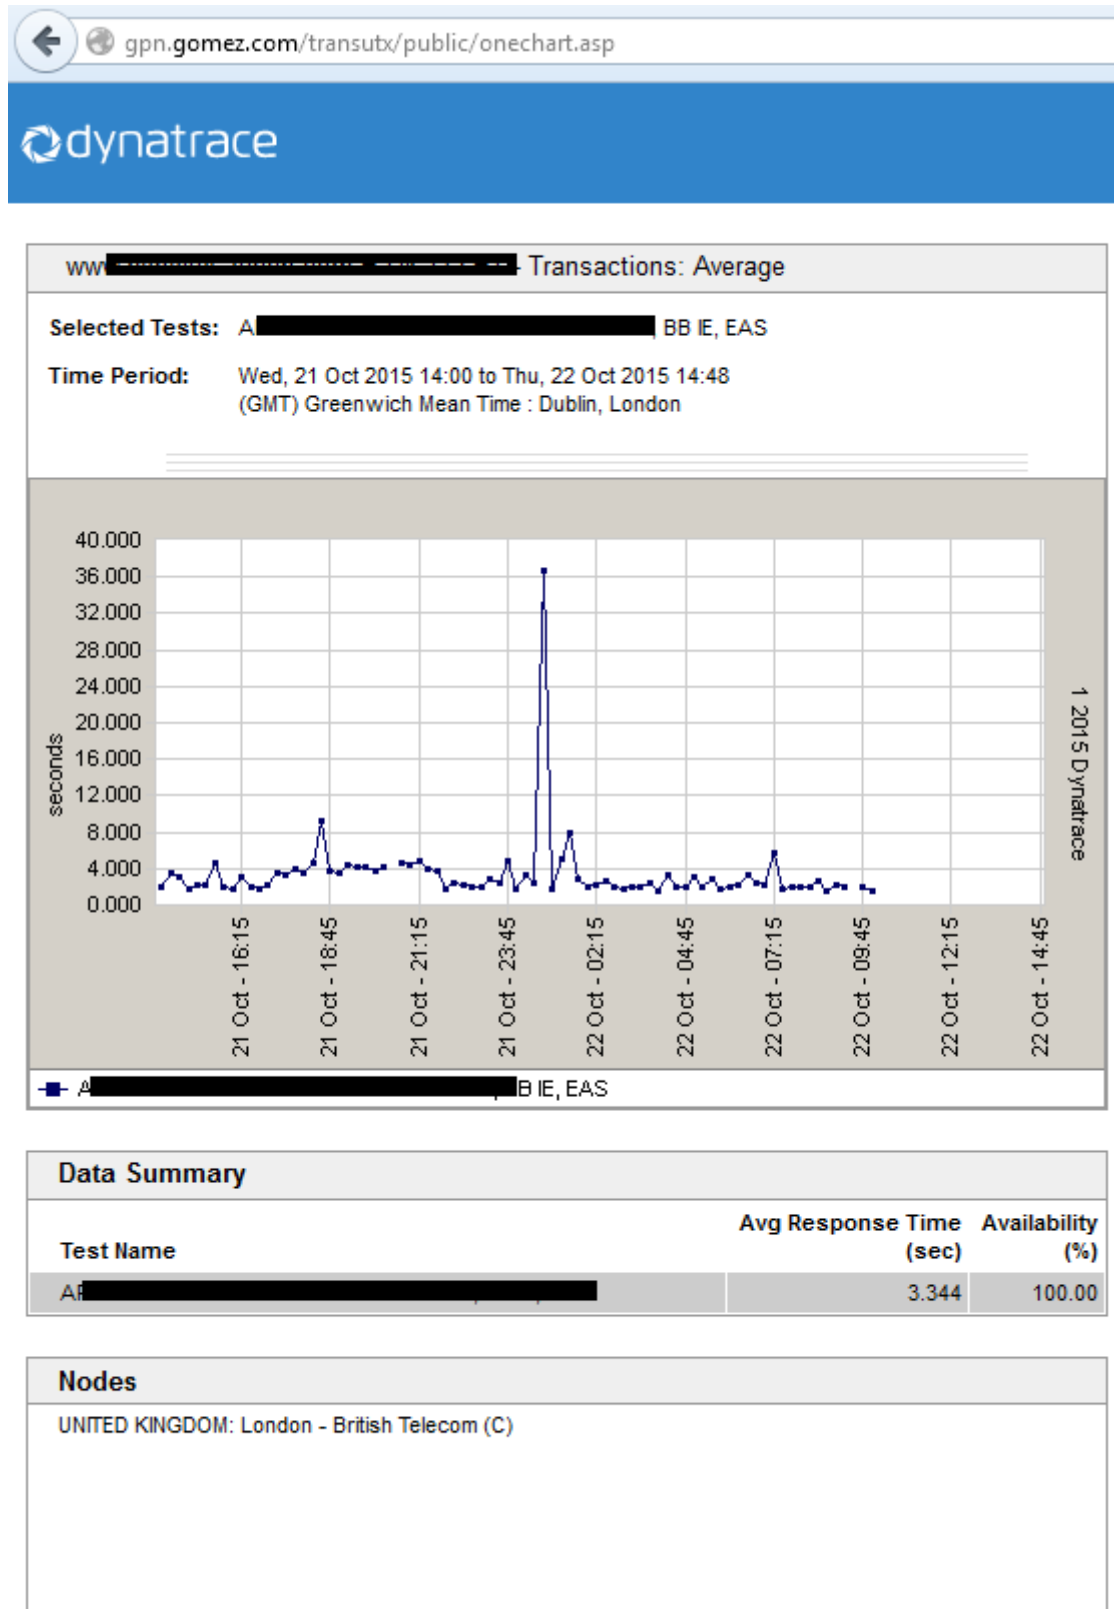 gpn.gomez.com/transutx/public/onechart.asp
dynatrace
- Transactions: Average
Selected Tests: A BB IE, EAS
Time Period: Wed, 21 Oct 2015 14:00 to Thu, 22 Oct 2015 14:48
(GMT) Greenwich Mean Time : Dublin, London
40.000
36.000
32.000
28.000
24.000
20.000
16.000
12.000
8.000
4.000
0.000
seconds
1 2015 Dynatrace
21 Oct - 16:15
21 Oct - 18:45
21 Oct - 21:15
21 Oct - 23:45
22 Oct - 02:15
22 Oct - 04:45
22 Oct - 07:15
22 Oct - 09:45
22 Oct - 12:15
22 Oct - 14:45
A B IE, EAS
Data Summary
Test Name Avg Response Time (sec) Availability (%)
3.344 100.00
Nodes
UNITED KINGDOM: London - British Telecom (C)